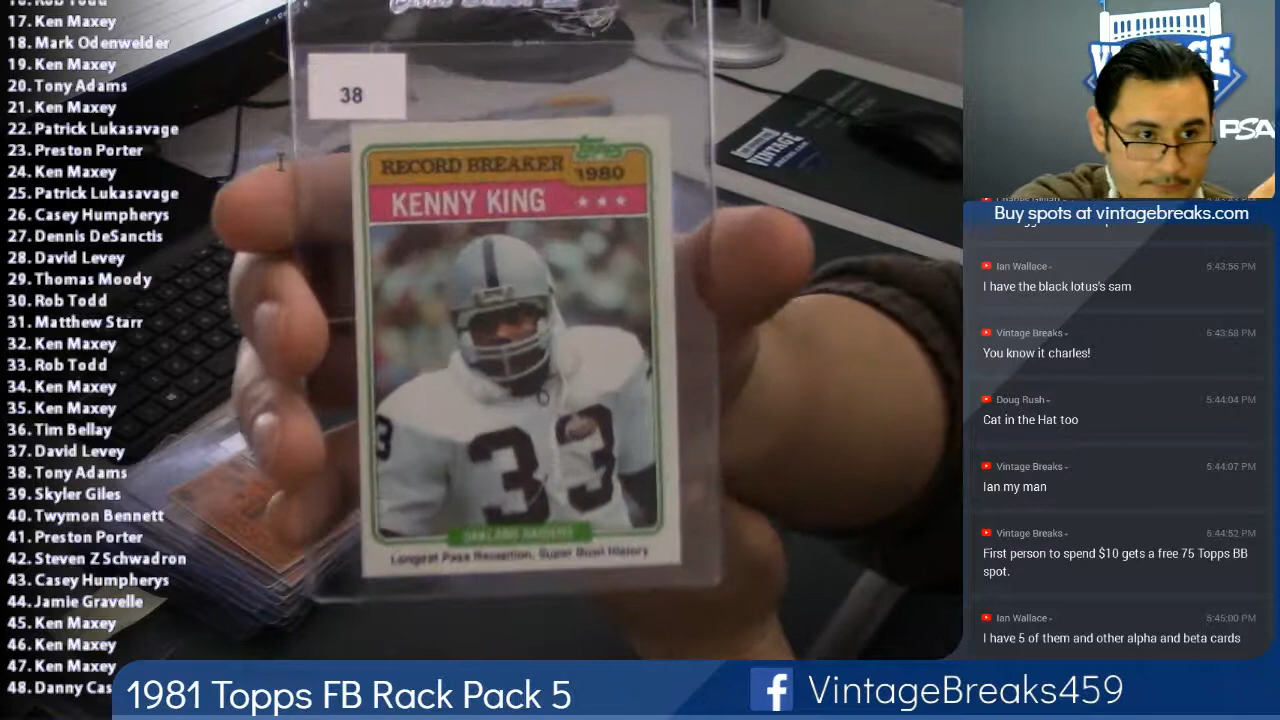 17. Ken Maxey
18. Mark Odenwelder
19. Ken Maxey
20. Tony Adams
21. Ken Maxey
22. Patrick Lukasavage
23. Preston Porter
24. Ken Maxey
25. Patrick Lukasavage
26. Casey Humpherys
27. Dennis DeSanctis
28. David Levey
29. Thomas Moody
30. Rob Todd
31. Matthew Starr
32. Ken Maxey
33. Rob Todd
34. Ken Maxey
35. Ken Maxey
36. Tim Bellay
37. David Levey
38. Tony Adams
39. Skyler Giles
40. Twymon Bennett
41. Preston Porter
42. Steven Z Schwadron
43. Casey Humpherys
44. Jamie Gravelle
45. Ken Maxey
46. Ken Maxey
47. Ken Maxey
48. Danny Cas
38
Topps
RECORD BREAKER 1980
KENNY KING
33
OAKLAND RAIDERS
Longest Pass Reception, Super Bowl History
VINTAGE
VINTAGE
PSA
Buy spots at vintagebreaks.com
Ian Wallace 5:43:56 PM
I have the black lotus's sam
Vintage Breaks 5:43:58 PM
You know it charles!
Doug Rush 5:44:04 PM
Cat in the Hat too
Vintage Breaks 5:44:07 PM
Ian my man
Vintage Breaks 5:44:52 PM
First person to spend $10 gets a free 75 Topps BB
spot.
Ian Wallace 5:45:00 PM
I have 5 of them and other alpha and beta cards
1981 Topps FB Rack Pack 5
f VintageBreaks459